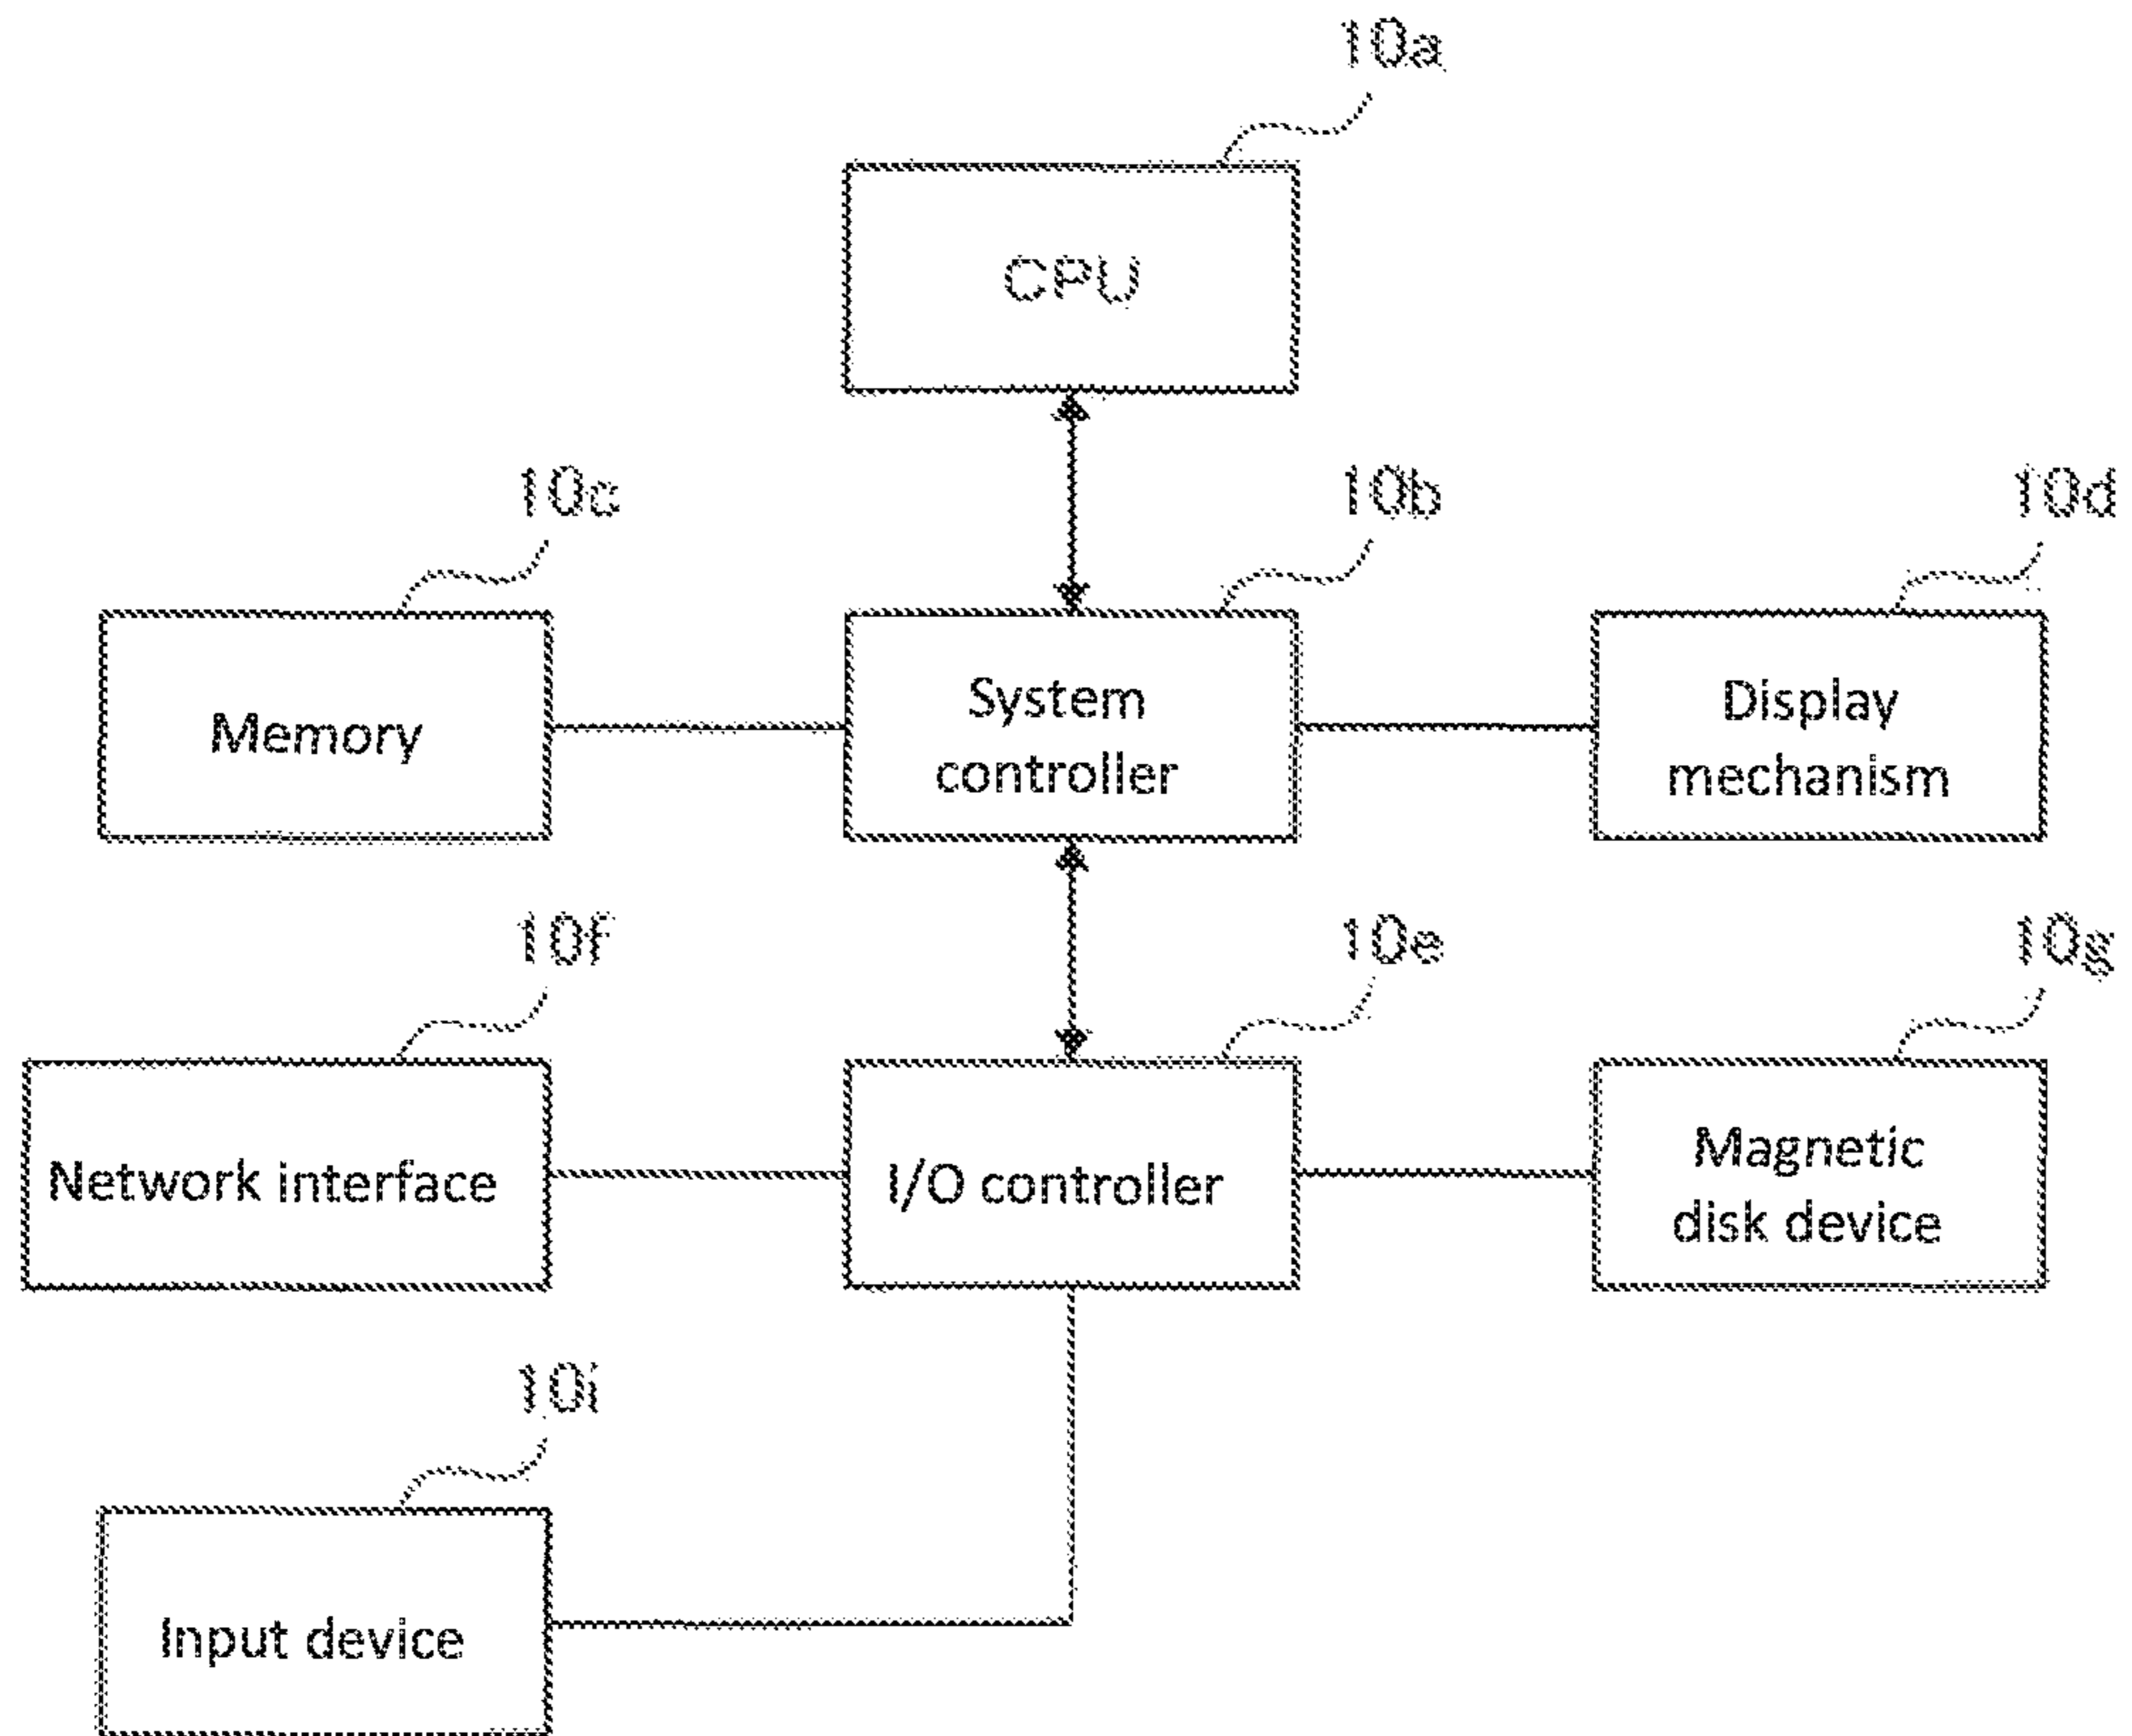 10a
CPU
10c
10b
10d
Memory
System
controller
Display
mechanism
10f
10e
10g
Network interface
I/O controller
Magnetic
disk device
10i
Input device